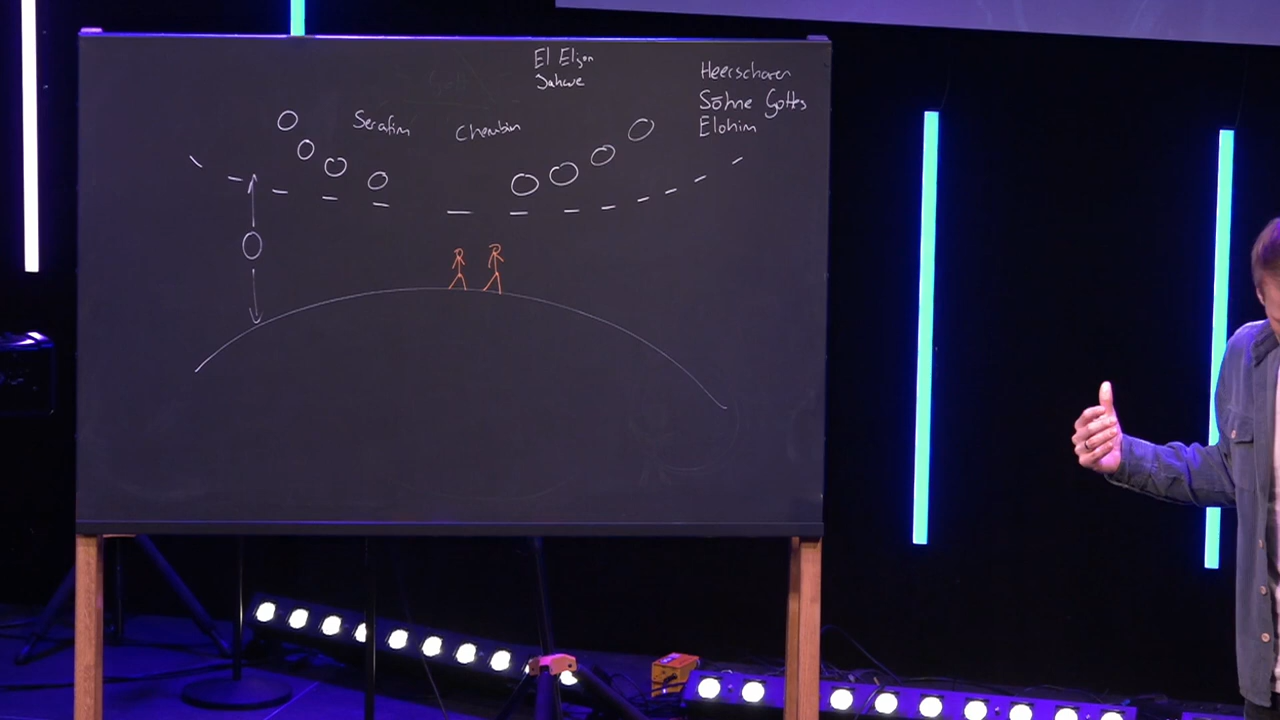 El Eljon
Jahwe
Heerscharen
Söhne Gottes
Elohim
Serafim
Cherubim